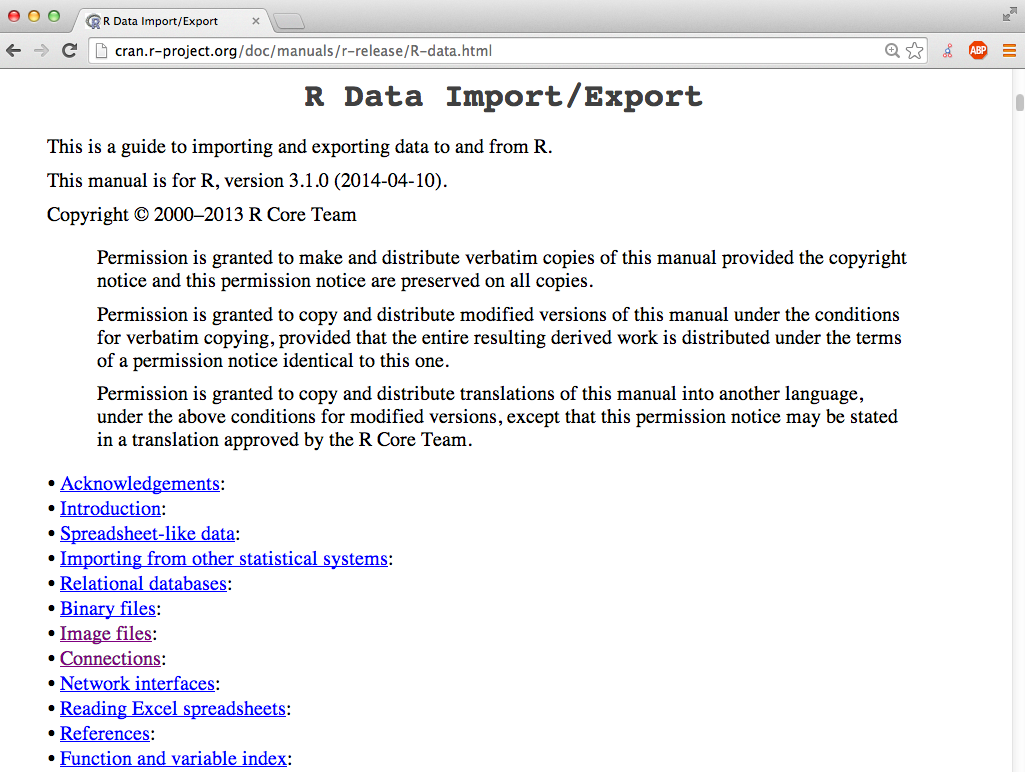 R Data Import/Export
cran.r-project.org/doc/manuals/r-release/R-data.html
ABP
R Data Import/Export
This is a guide to importing and exporting data to and from R.
This manual is for R, version 3.1.0 (2014-04-10).
Copyright © 2000–2013 R Core Team
Permission is granted to make and distribute verbatim copies of this manual provided the copyright
notice and this permission notice are preserved on all copies.
Permission is granted to copy and distribute modified versions of this manual under the conditions
for verbatim copying, provided that the entire resulting derived work is distributed under the terms
of a permission notice identical to this one.
Permission is granted to copy and distribute translations of this manual into another language,
under the above conditions for modified versions, except that this permission notice may be stated
in a translation approved by the R Core Team.
• Acknowledgements:
• Introduction:
• Spreadsheet-like data:
• Importing from other statistical systems:
• Relational databases:
• Binary files:
• Image files:
• Connections:
• Network interfaces:
• Reading Excel spreadsheets:
• References:
• Function and variable index: